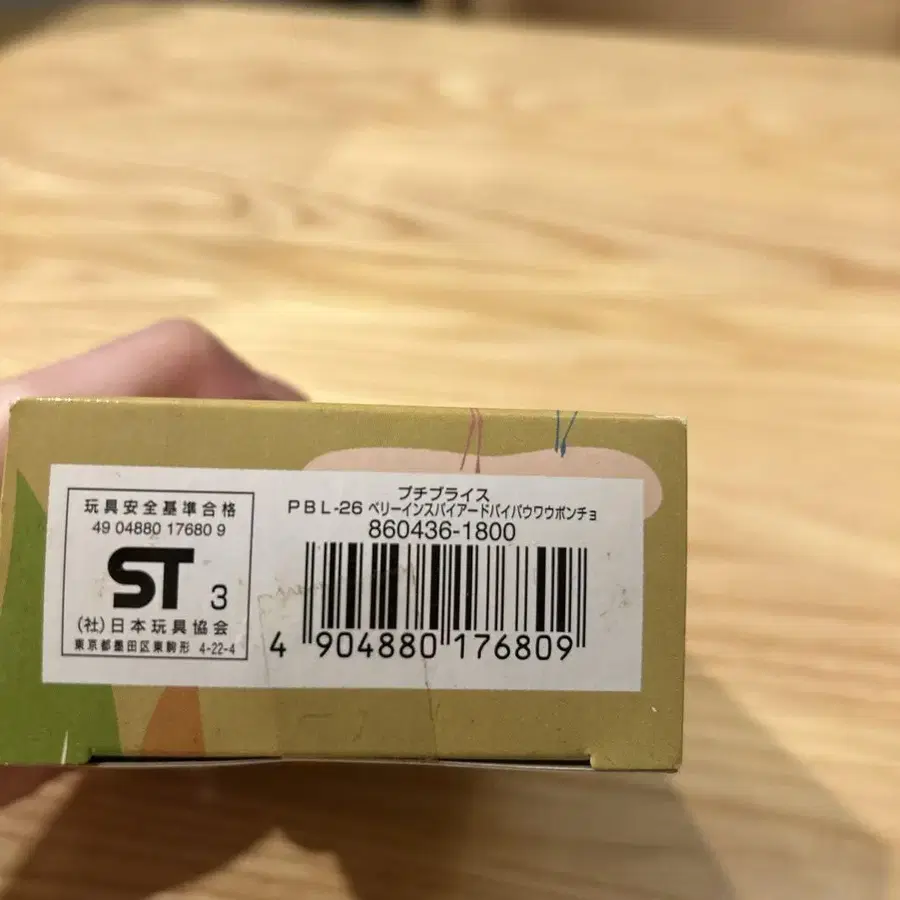 玩具安全基準合格
49 04880 17680 9
ST 3
(社)日本玩具協会
東京都墨田区東駒形 4-22-4
プチブライス
PBL-26 ベリーインスパイアードバイパウワウポンチョ
860436-1800
4 904880 176809